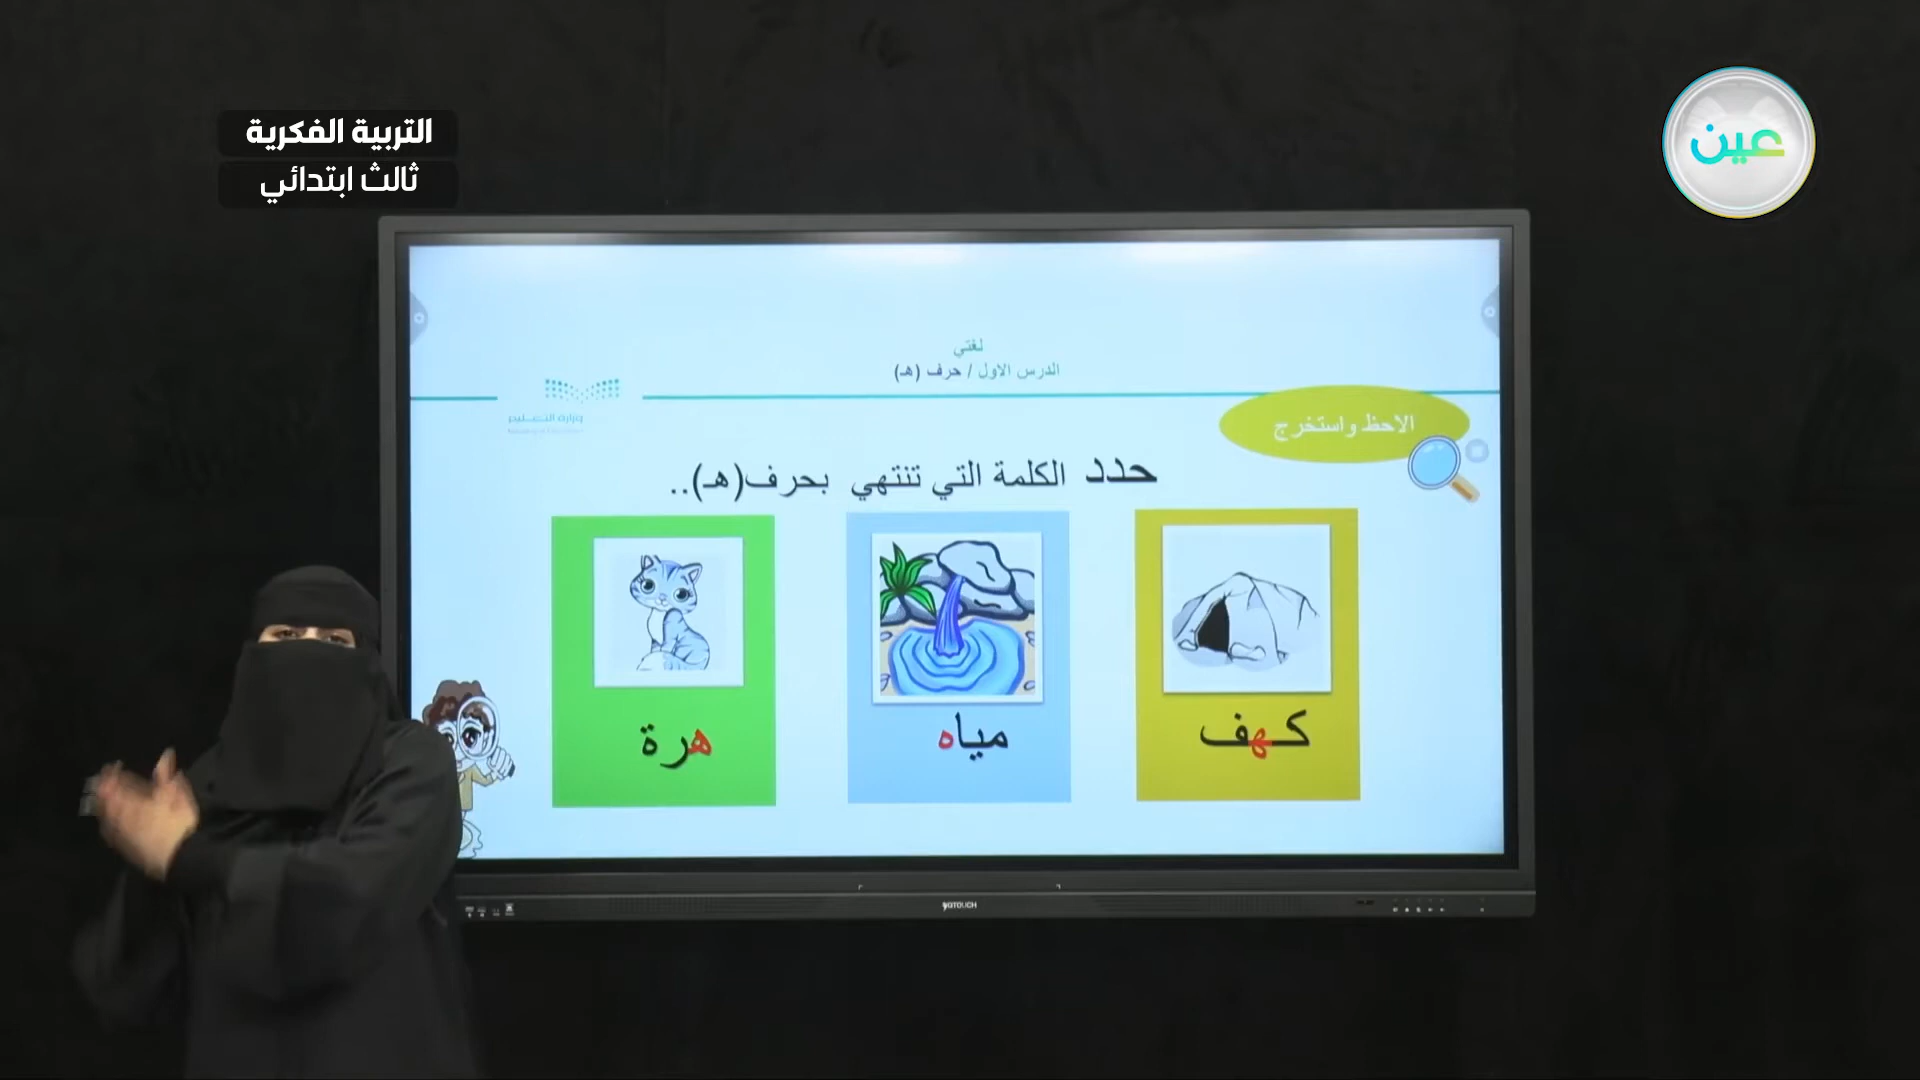 التربية الفكرية
ثالث ابتدائي
عين
لغتي
الدرس الاول / حرف (هـ)
وزارة التعليم
الاحظ واستخرج
حدد الكلمة التي تنتهي بحرف(هـ)..
كهف
مياه
هرة